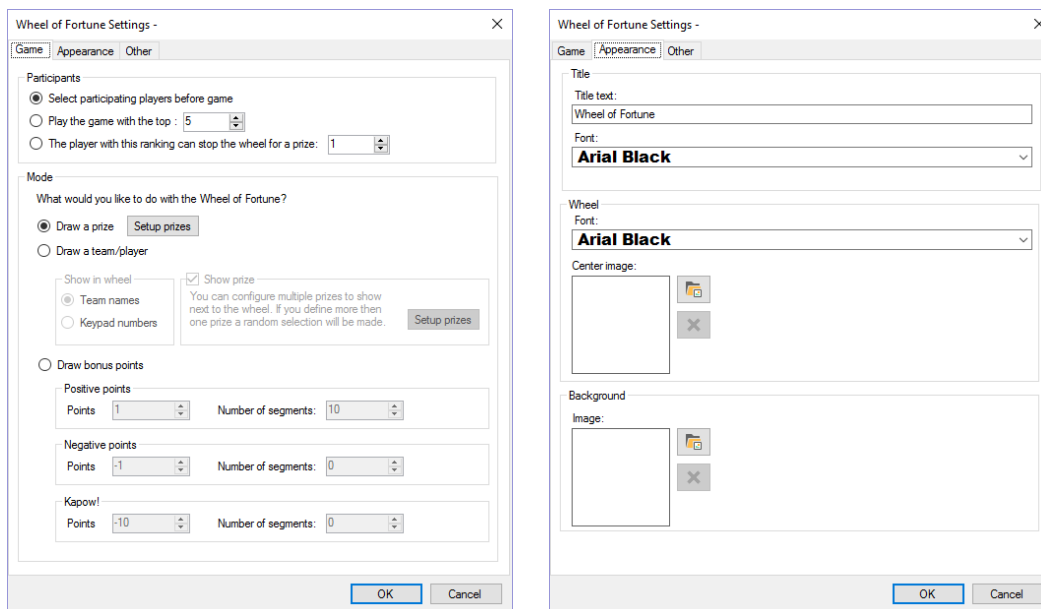 Wheel of Fortune Settings -
Game Appearance Other
Participants
Select participating players before game
Play the game with the top : 5
The player with this ranking can stop the wheel for a prize: 1
Mode
What would you like to do with the Wheel of Fortune?
Draw a prize Setup prizes
Draw a team/player
Show in wheel
Team names
Keypad numbers
Show prize
You can configure multiple prizes to show
next to the wheel. If you define more then
one prize a random selection will be made.
Setup prizes
Draw bonus points
Positive points
Points 1 Number of segments: 10
Negative points
Points -1 Number of segments: 0
Kapow!
Points -10 Number of segments: 0
OK Cancel
Wheel of Fortune Settings -
Game Appearance Other
Title
Title text:
Wheel of Fortune
Font:
Arial Black
Wheel
Font:
Arial Black
Center image:
Background
Image:
OK Cancel